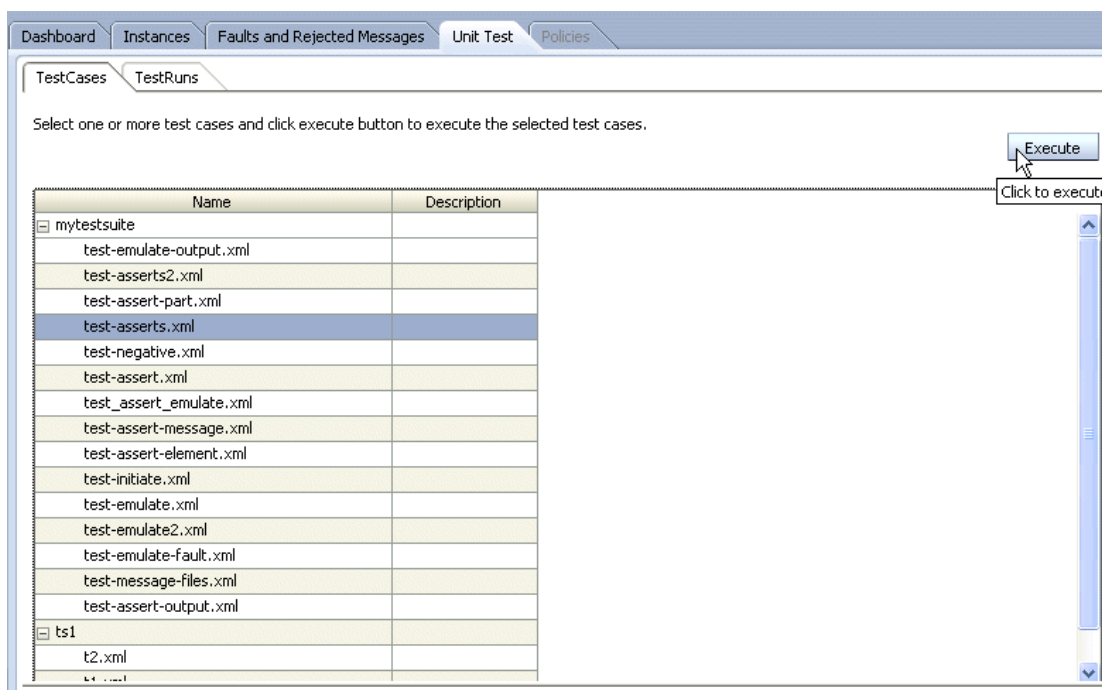 Dashboard Instances Faults and Rejected Messages Unit Test Policies
TestCases TestRuns
Select one or more test cases and click execute button to execute the selected test cases.
Execute
Click to execute
Name Description
mytestsuite
test-emulate-output.xml
test-asserts2.xml
test-assert-part.xml
test-asserts.xml
test-negative.xml
test-assert.xml
test_assert_emulate.xml
test-assert-message.xml
test-assert-element.xml
test-initiate.xml
test-emulate.xml
test-emulate2.xml
test-emulate-fault.xml
test-message-files.xml
test-assert-output.xml
ts1
t2.xml